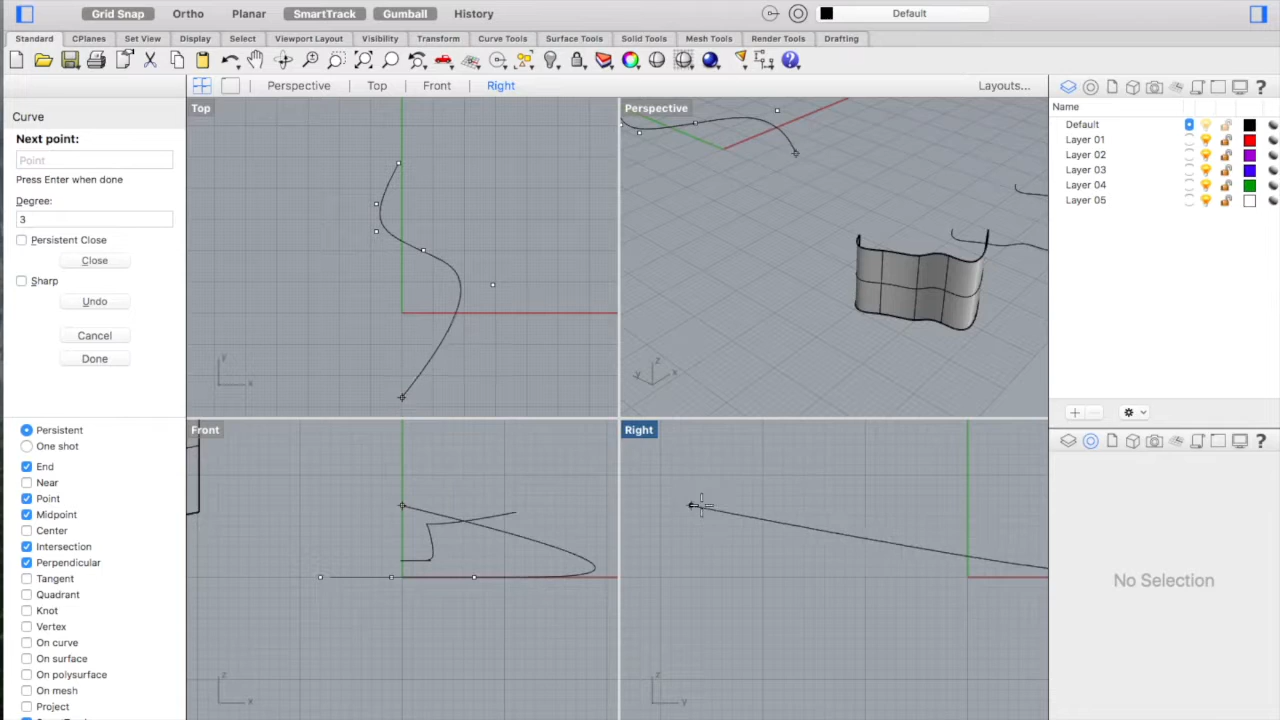 Grid Snap Ortho Planar SmartTrack Gumball History Default
Standard CPlanes Set View Display Select Viewport Layout Visibility Transform Curve Tools Surface Tools Solid Tools Mesh Tools Render Tools Drafting
Perspective Top Front Right Layouts...
Curve
Next point:
Point
Press Enter when done
Degree:
3
Persistent Close
Close
Sharp
Undo
Cancel
Done
Persistent
One shot
End
Near
Point
Midpoint
Center
Intersection
Perpendicular
Tangent
Quadrant
Knot
Vertex
On curve
On surface
On polysurface
On mesh
Project
Top
y
x
Perspective
z
y x
Front
z
x
Right
z
y
Name
Default
Layer 01
Layer 02
Layer 03
Layer 04
Layer 05
No Selection